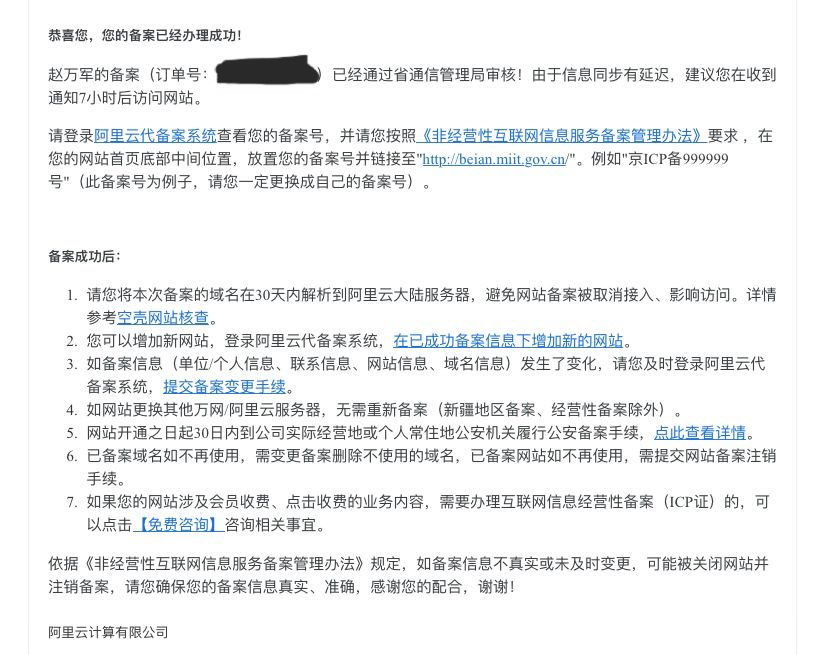 恭喜您，您的备案已经办理成功！
赵万军的备案（订单号： ）已经通过省通信管理局审核！由于信息同步有延迟，建议您在收到
通知7小时后访问网站。
请登录阿里云代备案系统查看您的备案号，并请您按照《非经营性互联网信息服务备案管理办法》要求 ，在
您的网站首页底部中间位置，放置您的备案号并链接至"http://beian.miit.gov.cn/"。例如"京ICP备999999
号"（此备案号为例子，请您一定更换成自己的备案号）。
备案成功后：
1. 请您将本次备案的域名在30天内解析到阿里云大陆服务器，避免网站备案被取消接入、影响访问。详情
参考空壳网站核查。
2. 您可以增加新网站，登录阿里云代备案系统，在已成功备案信息下增加新的网站。
3. 如备案信息（单位/个人信息、联系信息、网站信息、域名信息）发生了变化，请您及时登录阿里云代
备案系统，提交备案变更手续。
4. 如网站更换其他万网/阿里云服务器，无需重新备案（新疆地区备案、经营性备案除外）。
5. 网站开通之日起30日内到公司实际经营地或个人常住地公安机关履行公安备案手续，点此查看详情。
6. 已备案域名如不再使用，需变更备案删除不使用的域名，已备案网站如不再使用，需提交网站备案注销
手续。
7. 如果您的网站涉及会员收费、点击收费的业务内容，需要办理互联网信息经营性备案（ICP证）的，可
以点击【免费咨询】咨询相关事宜。
依据《非经营性互联网信息服务备案管理办法》规定，如备案信息不真实或未及时变更，可能被关闭网站并
注销备案，请您确保您的备案信息真实、准确，感谢您的配合，谢谢！
阿里云计算有限公司